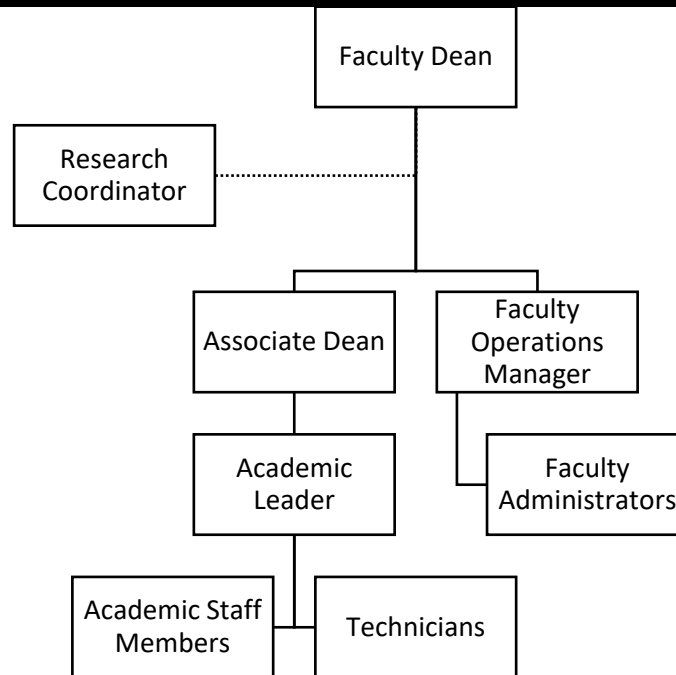 Faculty Dean
Research
Coordinator
Associate Dean
Faculty
Operations
Manager
Academic
Leader
Faculty
Administrators
Academic Staff
Members
Technicians